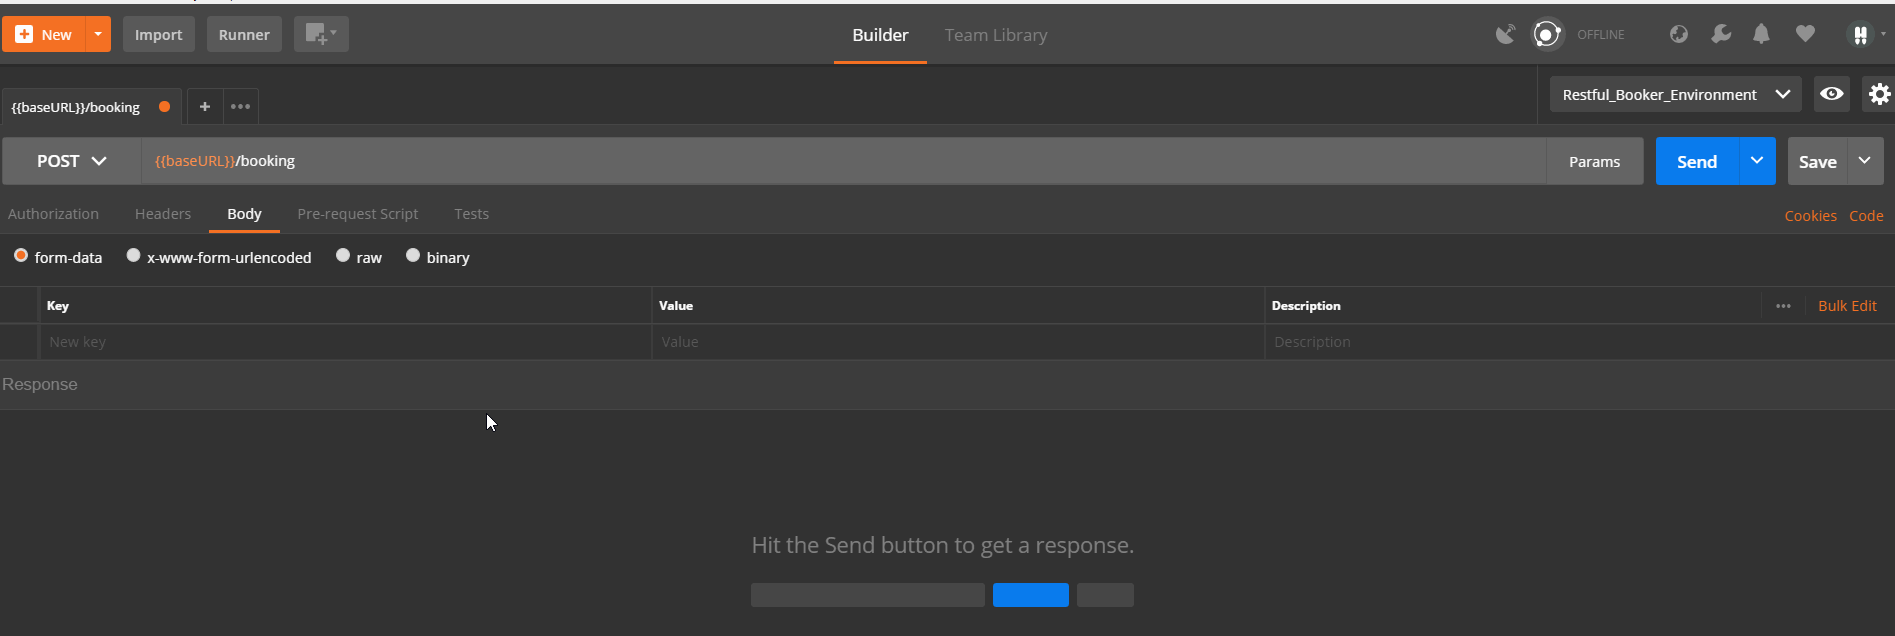 New Import Runner Builder Team Library OFFLINE
{{baseURL}}/booking + ••• Restful_Booker_Environment
POST {{baseURL}}/booking Params Send Save
Authorization Headers Body Pre-request Script Tests Cookies Code
form-data x-www-form-urlencoded raw binary
Key Value Description ••• Bulk Edit
New key Value Description
Response
Hit the Send button to get a response.